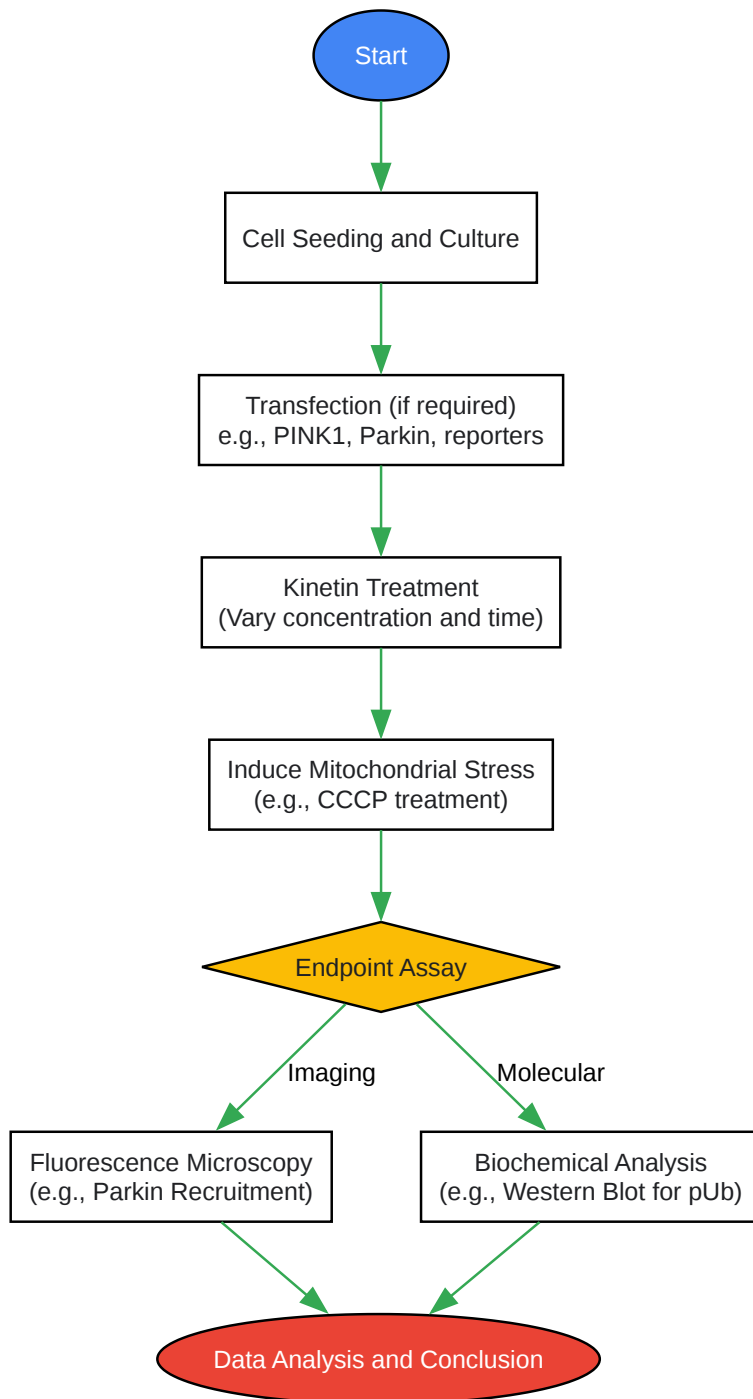 Start
Cell Seeding and Culture
Transfection (if required)
e.g., PINK1, Parkin, reporters
Kinetin Treatment
(Vary concentration and time)
Induce Mitochondrial Stress
(e.g., CCCP treatment)
Endpoint Assay
Imaging
Molecular
Fluorescence Microscopy
(e.g., Parkin Recruitment)
Biochemical Analysis
(e.g., Western Blot for pUb)
Data Analysis and Conclusion